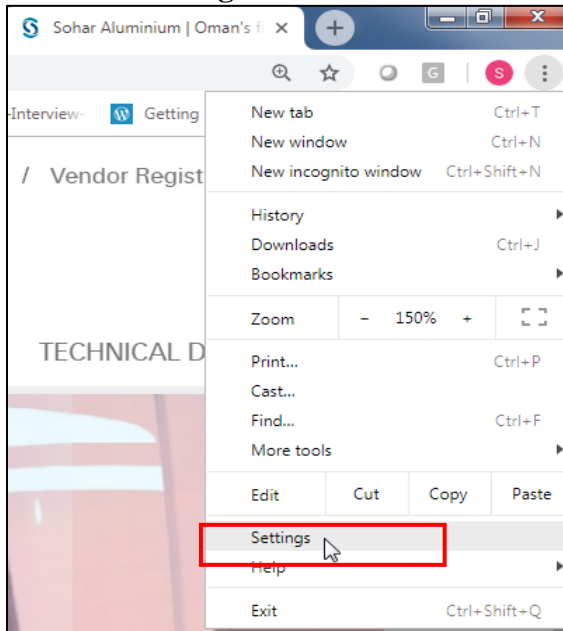 Sohar Aluminium | Oman's fi
G
S
-Interview-
Getting
/ Vendor Regist
TECHNICAL D
New tab Ctrl+T
New window Ctrl+N
New incognito window Ctrl+Shift+N
History
Downloads Ctrl+J
Bookmarks
Zoom − 150% +
Print... Ctrl+P
Cast...
Find... Ctrl+F
More tools
Edit Cut Copy Paste
Settings
Help
Exit Ctrl+Shift+Q